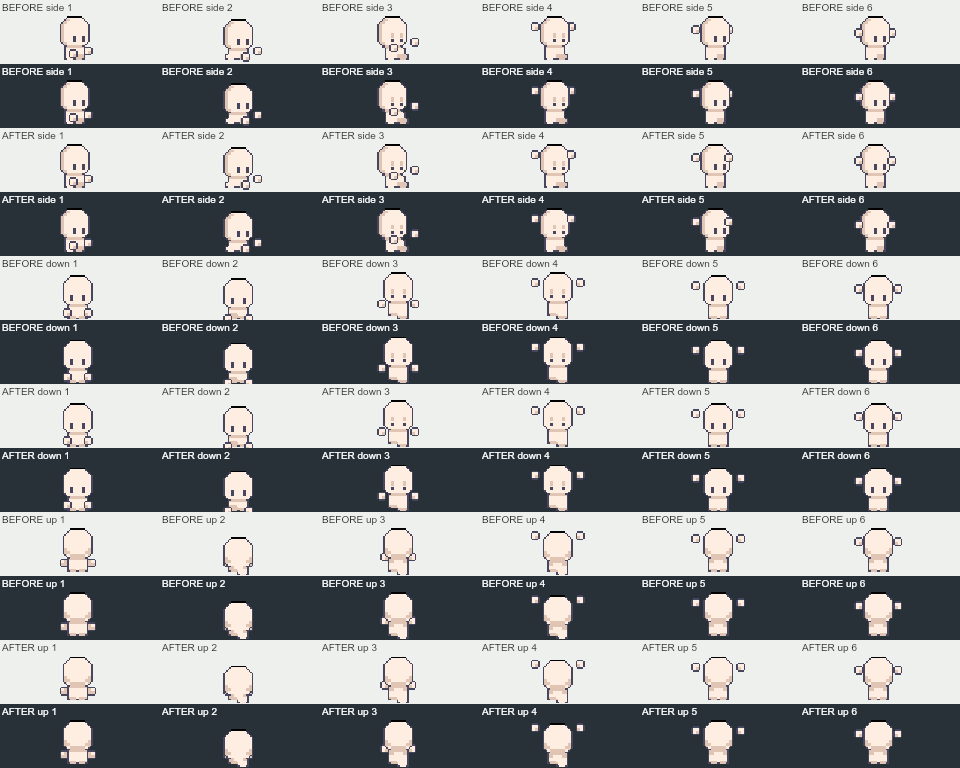 BEFORE side 1 BEFORE side 2 BEFORE side 3 BEFORE side 4 BEFORE side 5 BEFORE side 6
BEFORE side 1 BEFORE side 2 BEFORE side 3 BEFORE side 4 BEFORE side 5 BEFORE side 6
AFTER side 1 AFTER side 2 AFTER side 3 AFTER side 4 AFTER side 5 AFTER side 6
AFTER side 1 AFTER side 2 AFTER side 3 AFTER side 4 AFTER side 5 AFTER side 6
BEFORE down 1 BEFORE down 2 BEFORE down 3 BEFORE down 4 BEFORE down 5 BEFORE down 6
BEFORE down 1 BEFORE down 2 BEFORE down 3 BEFORE down 4 BEFORE down 5 BEFORE down 6
AFTER down 1 AFTER down 2 AFTER down 3 AFTER down 4 AFTER down 5 AFTER down 6
AFTER down 1 AFTER down 2 AFTER down 3 AFTER down 4 AFTER down 5 AFTER down 6
BEFORE up 1 BEFORE up 2 BEFORE up 3 BEFORE up 4 BEFORE up 5 BEFORE up 6
BEFORE up 1 BEFORE up 2 BEFORE up 3 BEFORE up 4 BEFORE up 5 BEFORE up 6
AFTER up 1 AFTER up 2 AFTER up 3 AFTER up 4 AFTER up 5 AFTER up 6
AFTER up 1 AFTER up 2 AFTER up 3 AFTER up 4 AFTER up 5 AFTER up 6